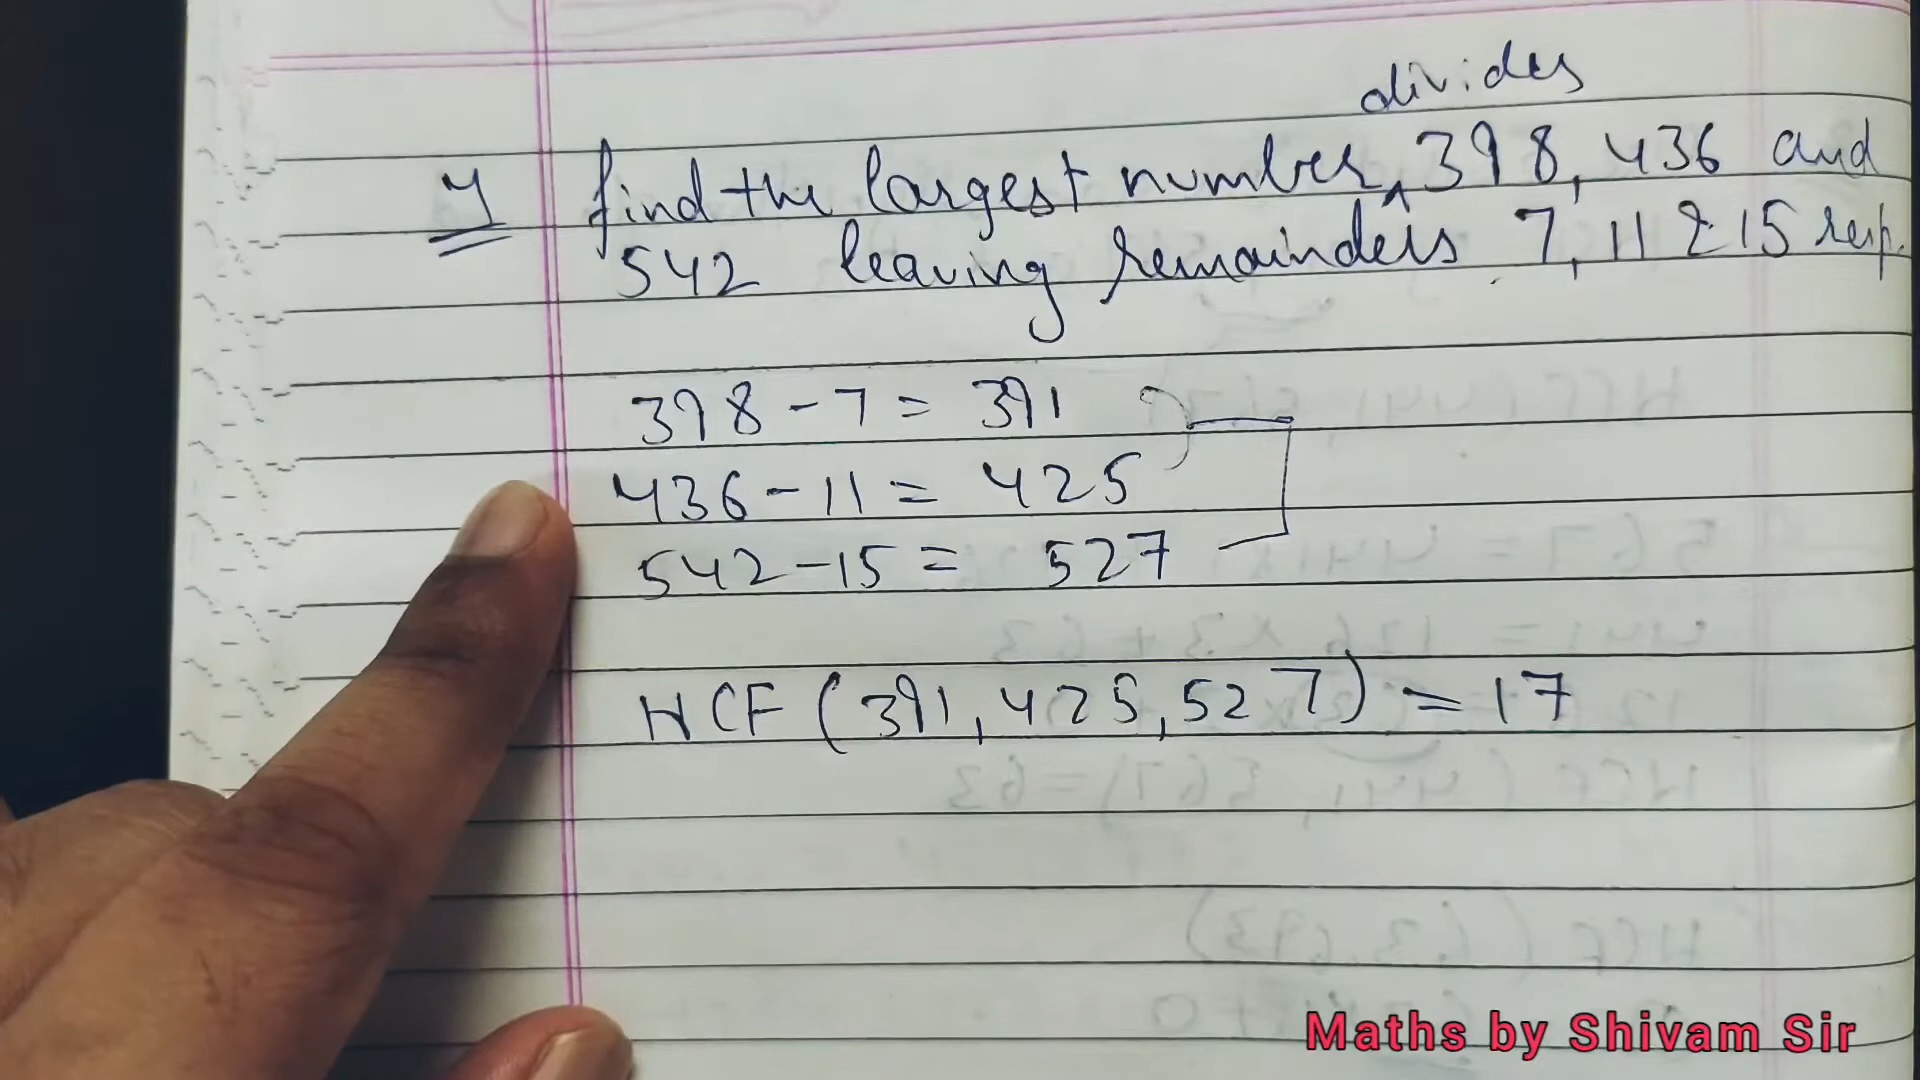 divides
4 find the largest number ^ 398, 436 and
542 leaving remainders 7, 11 & 15 resp.
398 - 7 = 391
436 - 11 = 425
542 - 15 = 527
HCF (391, 425, 527) = 17
Maths by Shivam Sir